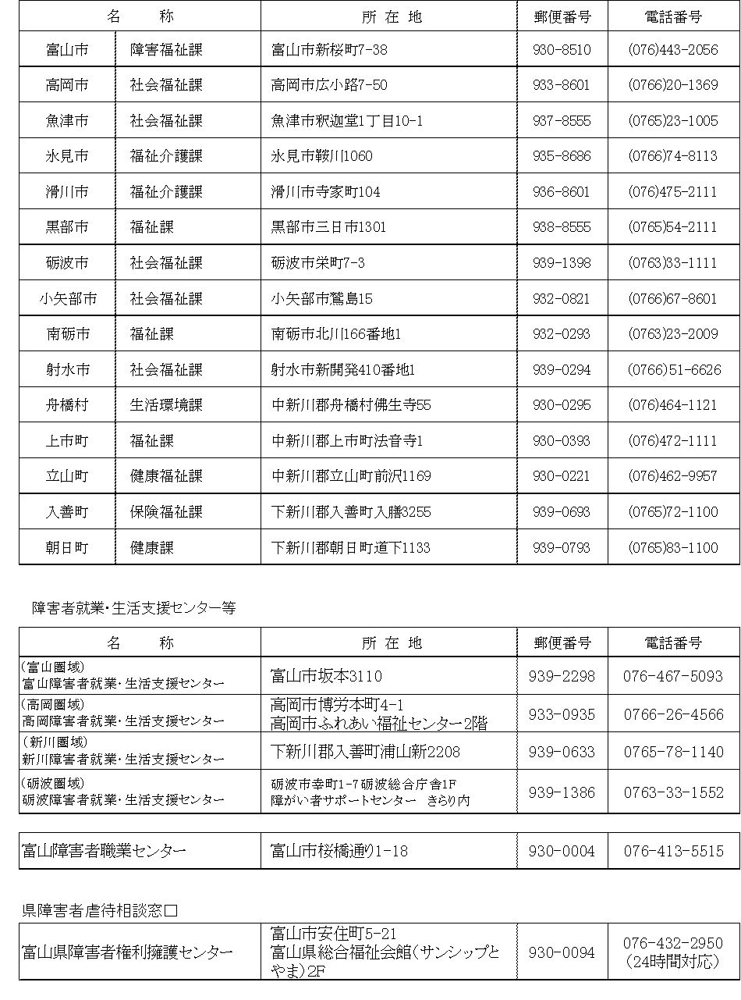 名　　称　所 在 地　郵便番号　電話番号
富山市　障害福祉課　富山市新桜町7-38　930-8510　(076)443-2056
高岡市　社会福祉課　高岡市広小路7-50　933-8601　(0766)20-1369
魚津市　社会福祉課　魚津市釈迦堂1丁目10-1　937-8555　(0765)23-1005
氷見市　福祉介護課　氷見市鞍川1060　935-8686　(0766)74-8113
滑川市　福祉介護課　滑川市寺家町104　936-8601　(076)475-2111
黒部市　福祉課　黒部市三日市1301　938-8555　(0765)54-2111
砺波市　社会福祉課　砺波市栄町7-3　939-1398　(0763)33-1111
小矢部市　社会福祉課　小矢部市鷲島15　932-0821　(0766)67-8601
南砺市　福祉課　南砺市北川166番地1　932-0293　(0763)23-2009
射水市　社会福祉課　射水市新開発410番地1　939-0294　(0766)51-6626
舟橋村　生活環境課　中新川郡舟橋村佛生寺55　930-0295　(076)464-1121
上市町　福祉課　中新川郡上市町法音寺1　930-0393　(076)472-1111
立山町　健康福祉課　中新川郡立山町前沢1169　930-0221　(076)462-9957
入善町　保険福祉課　下新川郡入善町入膳3255　939-0693　(0765)72-1100
朝日町　健康課　下新川郡朝日町道下1133　939-0793　(0765)83-1100
障害者就業・生活支援センター等
名　　称　所 在 地　郵便番号　電話番号
(富山圏域)
富山障害者就業・生活支援センター　富山市坂本3110　939-2298　076-467-5093
(高岡圏域)　高岡市博労本町4-1
高岡障害者就業・生活支援センター　高岡市ふれあい福祉センター2階　933-0935　0766-26-4566
(新川圏域)
新川障害者就業・生活支援センター　下新川郡入善町浦山新2208　939-0633　0765-78-1140
(砺波圏域)　砺波市幸町1-7砺波総合庁舎1F
砺波障害者就業・生活支援センター　障がい者サポートセンター　きらり内　939-1386　0763-33-1552
富山障害者職業センター　富山市桜橋通り1-18　930-0004　076-413-5515
県障害者虐待相談窓口
富山市安住町5-21　076-432-2950
富山県障害者権利擁護センター　富山県総合福祉会館(サンシップと　930-0094　(24時間対応)
やま)2F